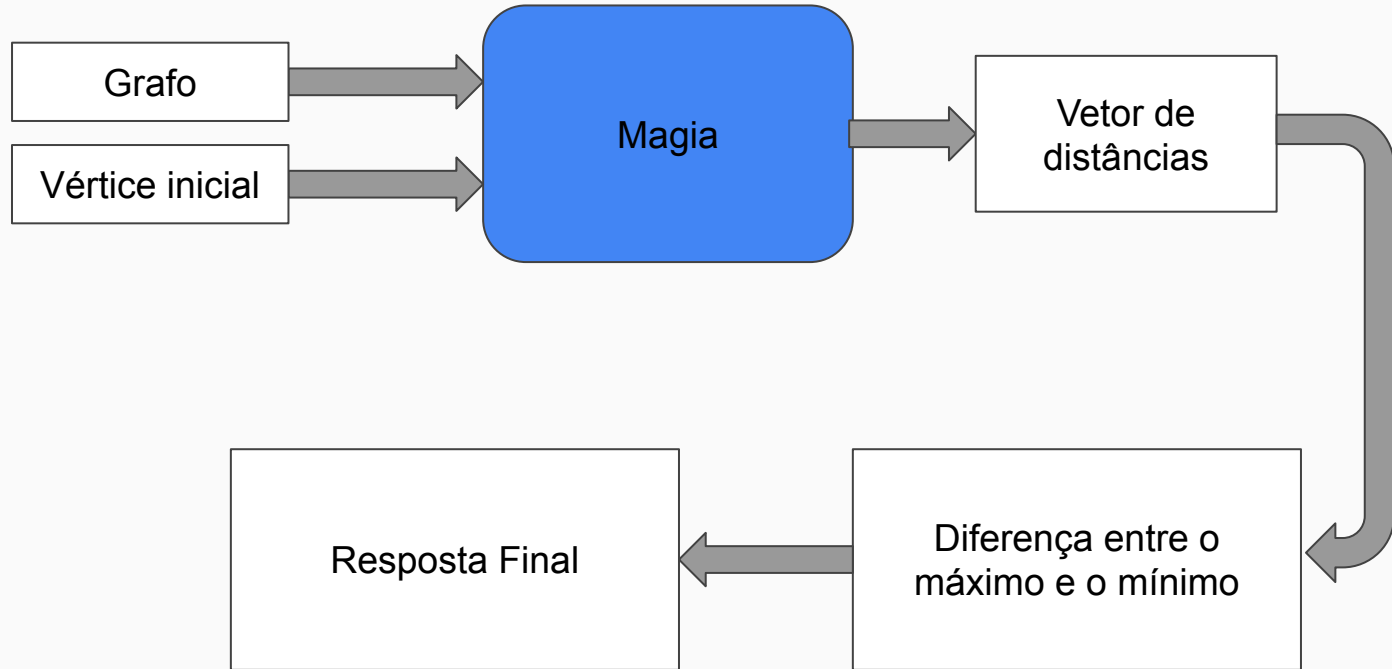 Grafo
Vértice inicial
Magia
Vetor de
distâncias
Diferença entre o
máximo e o mínimo
Resposta Final